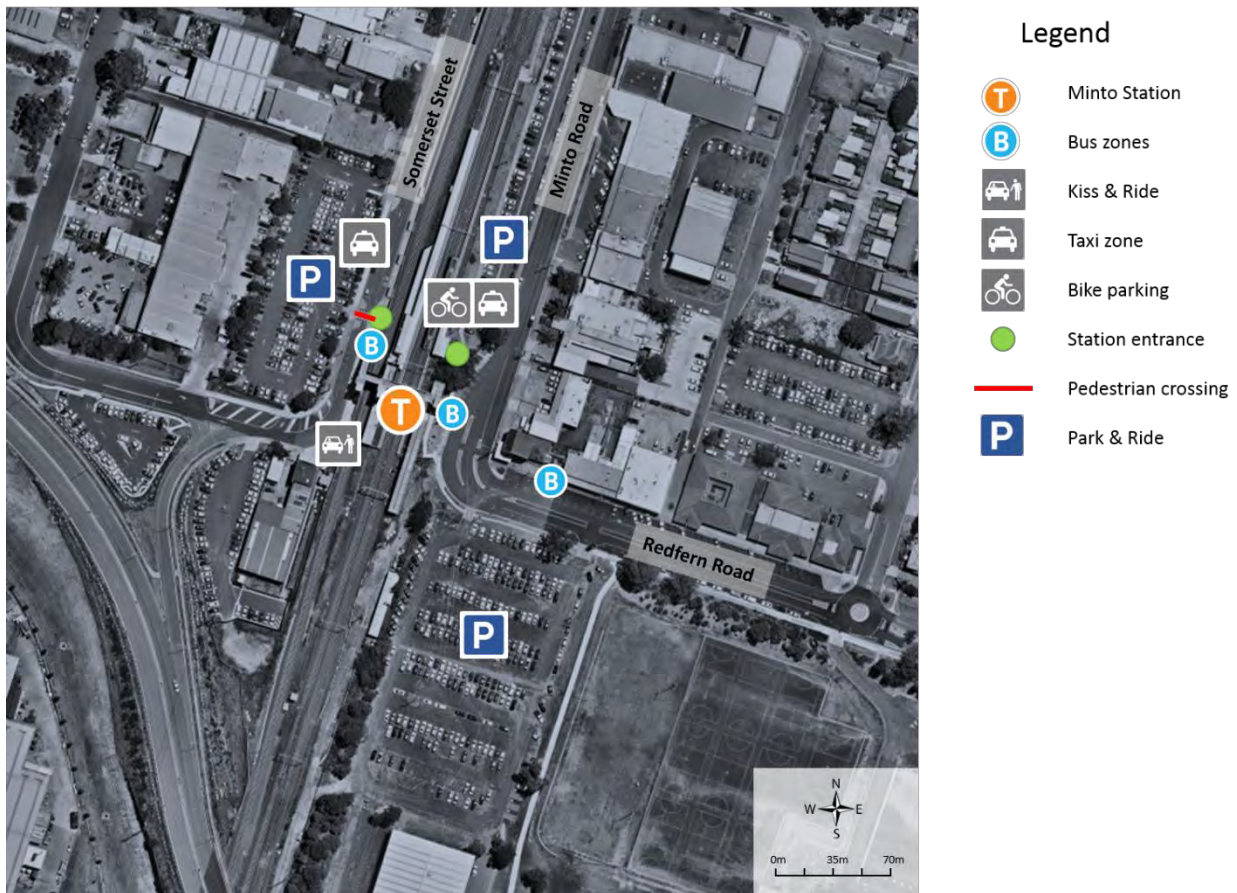 Legend
Somerset Street
Minto Road
T Minto Station
B Bus zones
Kiss & Ride
Taxi zone
P
Bike parking
P
Station entrance
B
Pedestrian crossing
T
B
P Park & Ride
B
Redfern Road
P
N
W E
S
0m 35m 70m